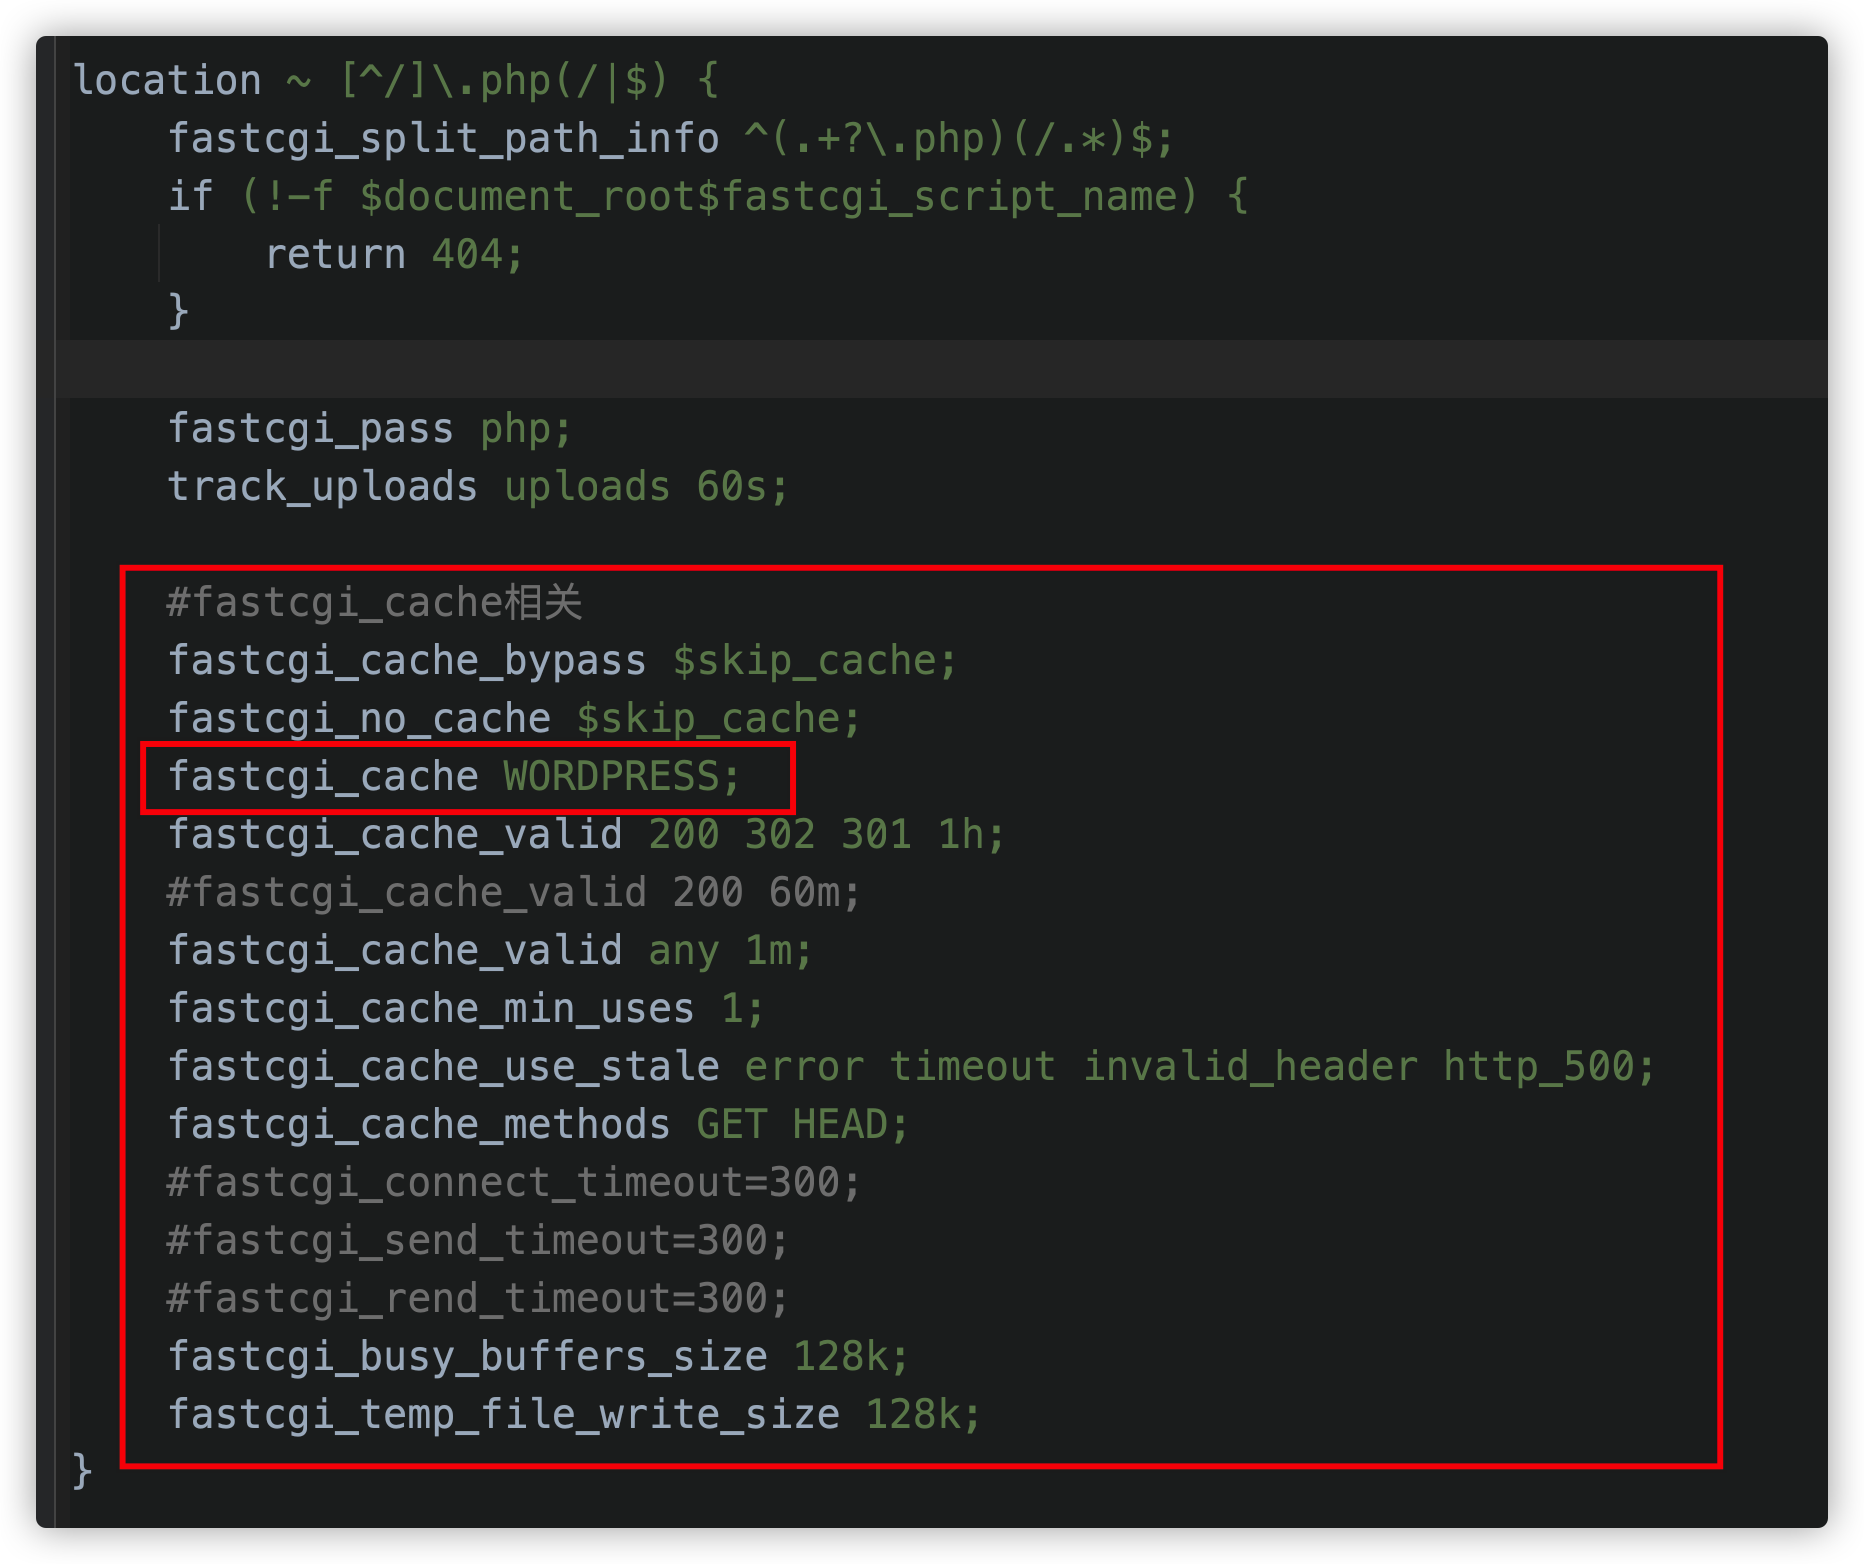 location ~ [^/]\.php(/|$) {
fastcgi_split_path_info ^(.+?\.php)(/.*)$;
if (!-f $document_root$fastcgi_script_name) {
return 404;
}
fastcgi_pass php;
track_uploads uploads 60s;
#fastcgi_cache相关
fastcgi_cache_bypass $skip_cache;
fastcgi_no_cache $skip_cache;
fastcgi_cache WORDPRESS;
fastcgi_cache_valid 200 302 301 1h;
#fastcgi_cache_valid 200 60m;
fastcgi_cache_valid any 1m;
fastcgi_cache_min_uses 1;
fastcgi_cache_use_stale error timeout invalid_header http_500;
fastcgi_cache_methods GET HEAD;
#fastcgi_connect_timeout=300;
#fastcgi_send_timeout=300;
#fastcgi_rend_timeout=300;
fastcgi_busy_buffers_size 128k;
fastcgi_temp_file_write_size 128k;
}